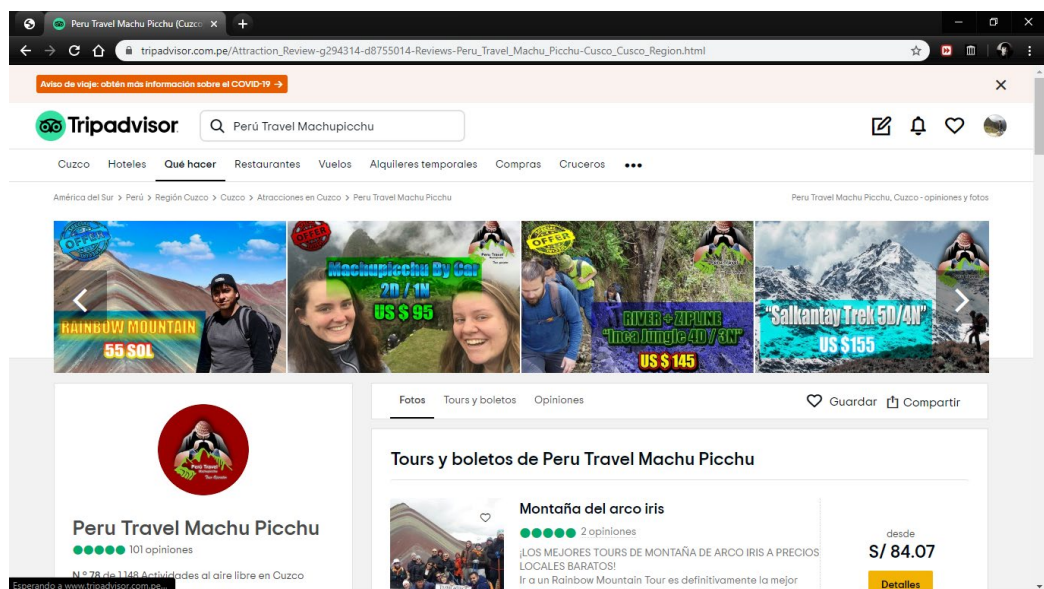 Peru Travel Machu Picchu (Cuzco
tripadvisor.com.pe/Attraction_Review-g294314-d8755014-Reviews-Peru_Travel_Machu_Picchu-Cusco_Cusco_Region.html
Aviso de viaje: obtén más información sobre el COVID-19 →
Tripadvisor
Perú Travel Machupicchu
Cuzco Hoteles Qué hacer Restaurantes Vuelos Alquileres temporales Compras Cruceros
América del Sur > Perú > Región Cuzco > Cuzco > Atracciones en Cuzco > Peru Travel Machu Picchu
Peru Travel Machu Picchu, Cuzco - opiniones y fotos
OFFER
RAINBOW MOUNTAIN
55 SOL
OFFER
Machupicchu By Car
2D / 1N
US $ 95
OFFER
RIVER + ZIPLINE
"Inca Jungle 4D / 3N"
US $ 145
"Salkantay Trek 5D/4N"
US $155
Fotos Tours y boletos Opiniones
Guardar Compartir
Peru Travel
Peru Travel Machu Picchu
101 opiniones
N.º 78 de 1148 Actividades al aire libre en Cuzco
Tours y boletos de Peru Travel Machu Picchu
Montaña del arco iris
2 opiniones
¡LOS MEJORES TOURS DE MONTAÑA DE ARCO IRIS A PRECIOS
LOCALES BARATOS!
Ir a un Rainbow Mountain Tour es definitivamente la mejor
desde
S/ 84.07
Detalles
Esperando a www.tripadvisor.com.pe...